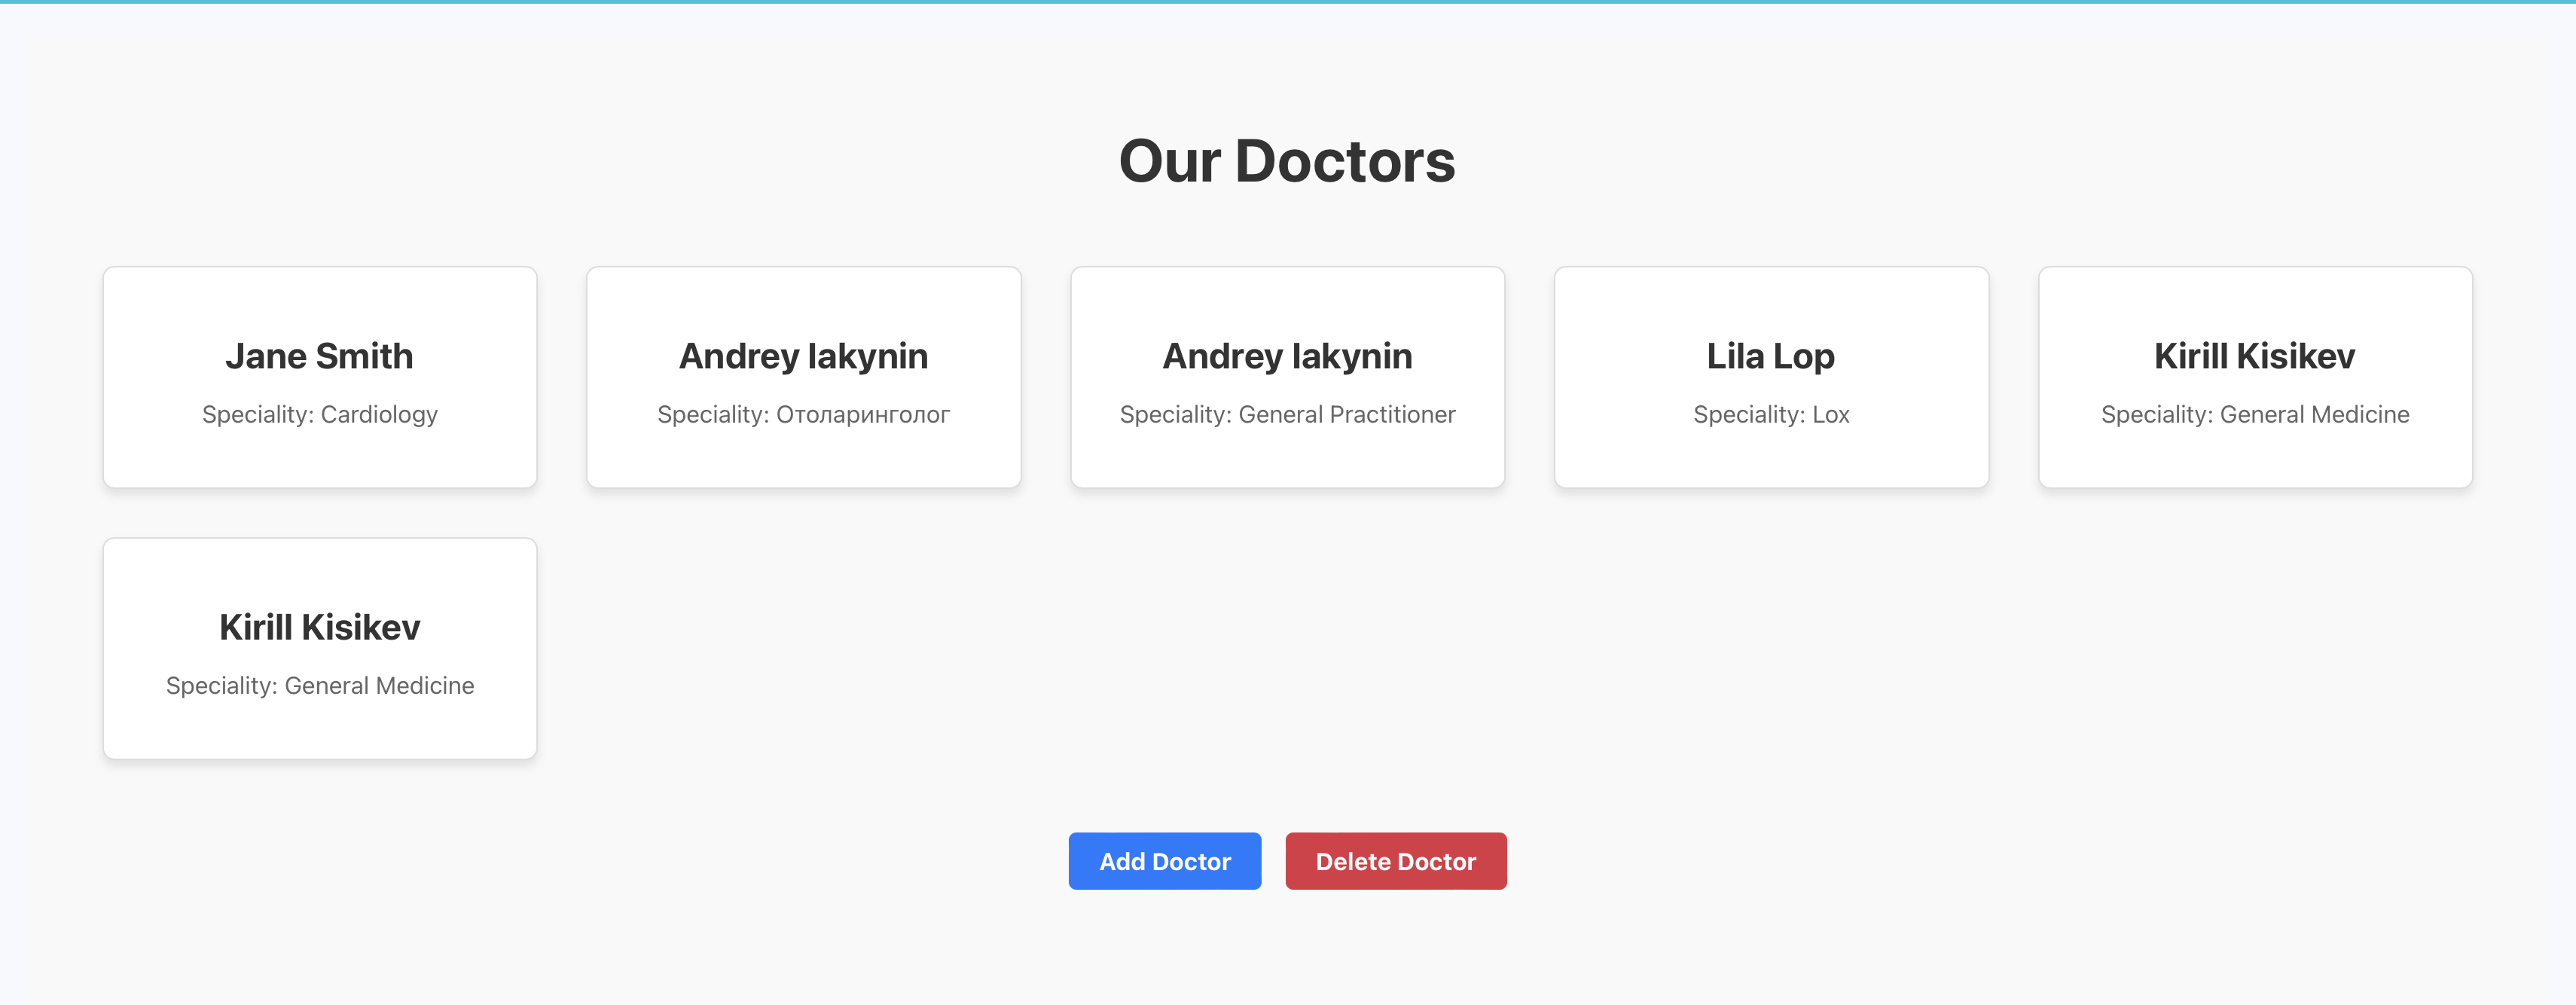 Our Doctors
Jane Smith
Speciality: Cardiology
Andrey Iakynin
Speciality: Отоларинголог
Andrey Iakynin
Speciality: General Practitioner
Lila Lop
Speciality: Lox
Kirill Kisikev
Speciality: General Medicine
Kirill Kisikev
Speciality: General Medicine
Add Doctor
Delete Doctor